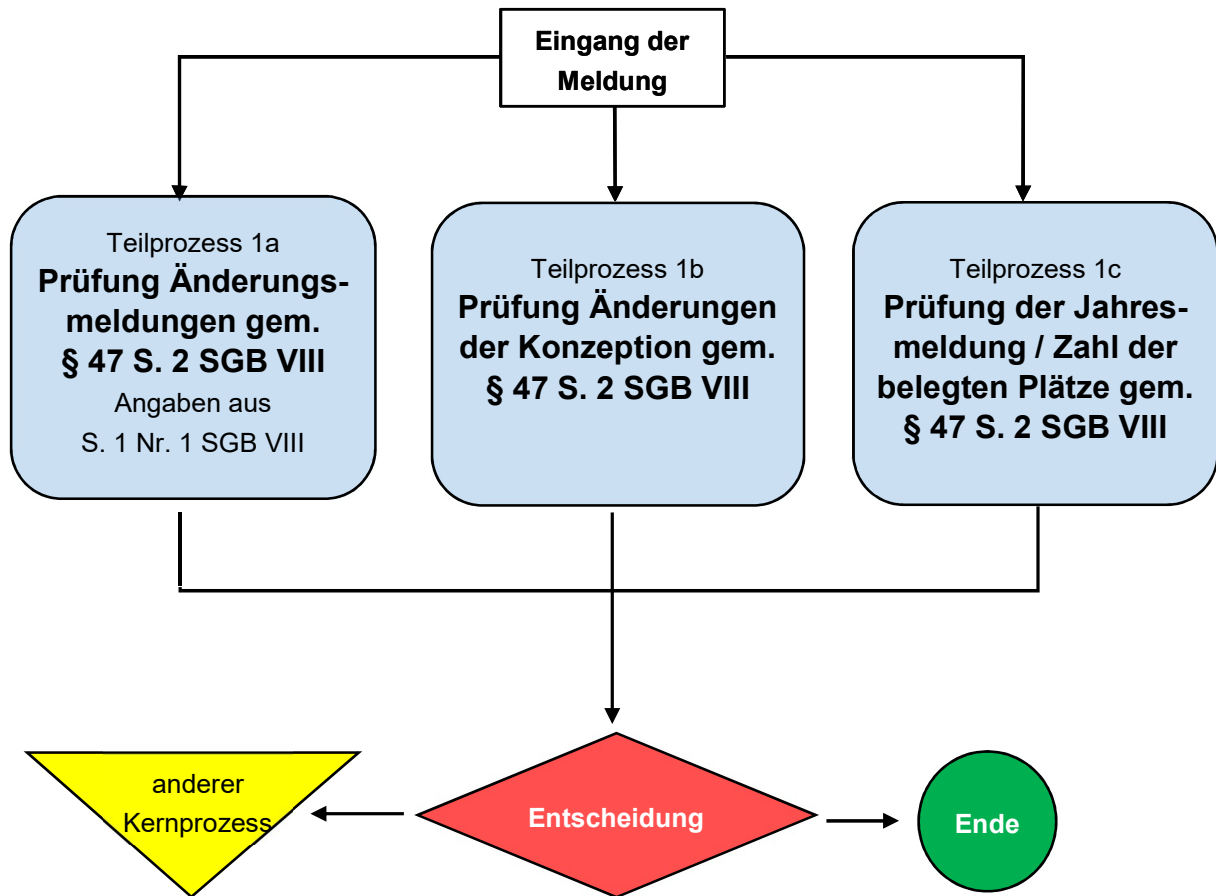 Eingang der
Meldung
Teilprozess 1a
Prüfung Änderungs-
meldungen gem.
§ 47 S. 2 SGB VIII
Angaben aus
S. 1 Nr. 1 SGB VIII
Teilprozess 1b
Prüfung Änderungen
der Konzeption gem.
§ 47 S. 2 SGB VIII
Teilprozess 1c
Prüfung der Jahres-
meldung / Zahl der
belegten Plätze gem.
§ 47 S. 2 SGB VIII
anderer
Kernprozess
Entscheidung
Ende